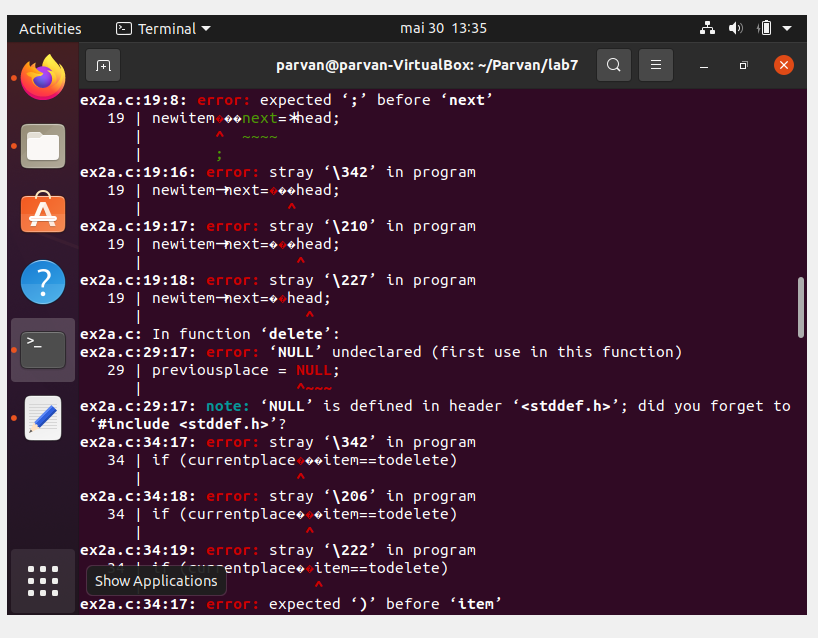 Activities
Terminal
mai 30 13:35
parvan@parvan-VirtualBox: ~/Parvan/lab7
ex2a.c:19:8: error: expected ‘;’ before ‘next’
19 | newitem���next=∗head;
| ^ ~~~~
| ;
ex2a.c:19:16: error: stray ‘\342’ in program
19 | newitem→next=���head;
| ^
ex2a.c:19:17: error: stray ‘\210’ in program
19 | newitem→next=���head;
| ^
ex2a.c:19:18: error: stray ‘\227’ in program
19 | newitem→next=��head;
| ^
ex2a.c: In function ‘delete’:
ex2a.c:29:17: error: ‘NULL’ undeclared (first use in this function)
29 | previousplace = NULL;
| ^~~~
ex2a.c:29:17: note: ‘NULL’ is defined in header ‘<stddef.h>’; did you forget to
‘#include <stddef.h>’?
ex2a.c:34:17: error: stray ‘\342’ in program
34 | if (currentplace���item==todelete)
| ^
ex2a.c:34:18: error: stray ‘\206’ in program
34 | if (currentplace���item==todelete)
| ^
ex2a.c:34:19: error: stray ‘\222’ in program
34 | if (currentplace��item==todelete)
| ^
Show Applications
ex2a.c:34:17: error: expected ‘)’ before ‘item’